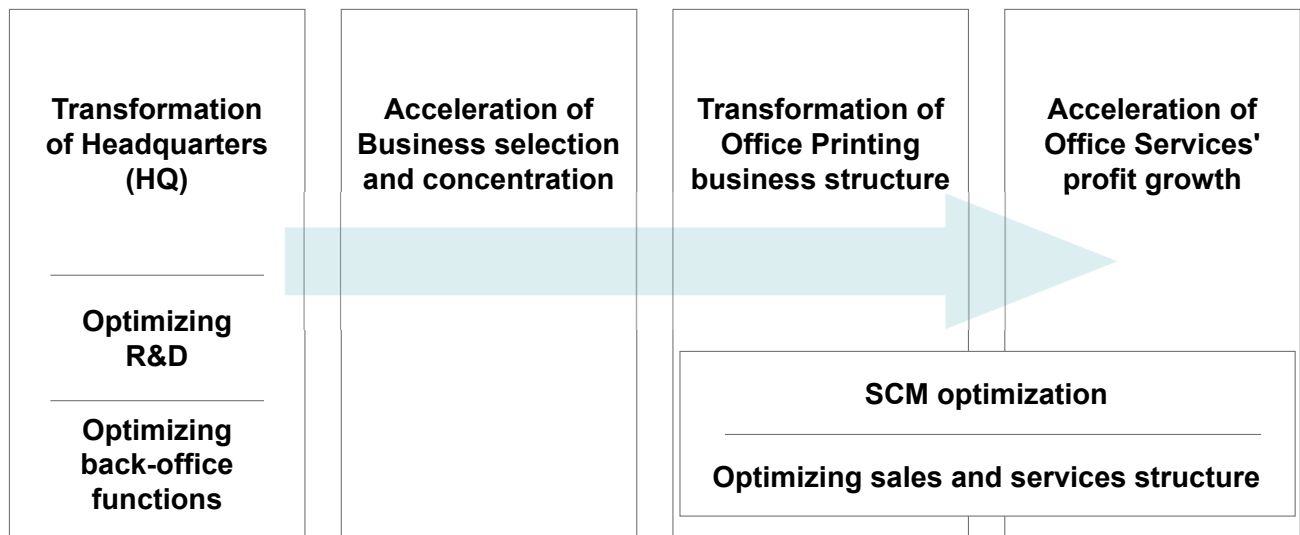 Transformation
of Headquarters
(HQ)
Optimizing
R&D
Optimizing
back-office
functions
Acceleration of
Business selection
and concentration
Transformation of
Office Printing
business structure
Acceleration of
Office Services'
profit growth
SCM optimization
Optimizing sales and services structure